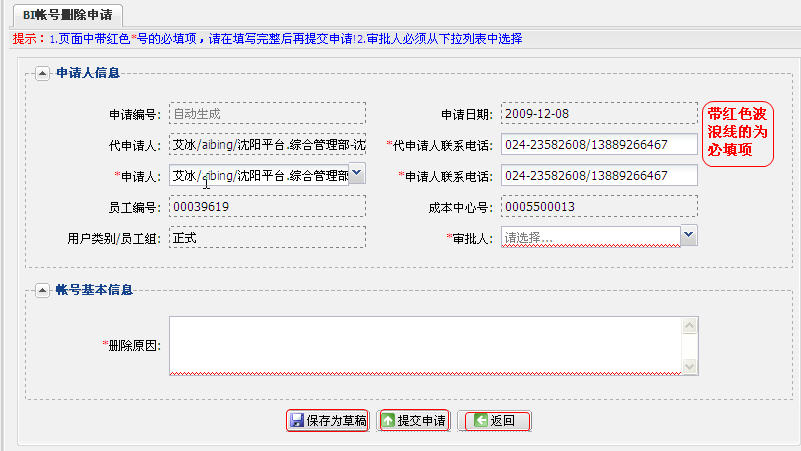 BI帐号删除申请
提示：1.页面中带红色*号的必填项，请在填写完整后再提交申请!2.审批人必须从下拉列表中选择
申请人信息
申请编号: 自动生成 申请日期: 2009-12-08
代申请人: 艾冰/aibing/沈阳平台.综合管理部-沈 *代申请人联系电话: 024-23582608/13889266467
*申请人: 艾冰/aibing/沈阳平台.综合管理部 *申请人联系电话: 024-23582608/13889266467
员工编号: 00039619 成本中心号: 0005500013
用户类别/员工组: 正式 *审批人: 请选择...
带红色波
浪线的为
必填项
帐号基本信息
*删除原因:
保存为草稿 提交申请 返回